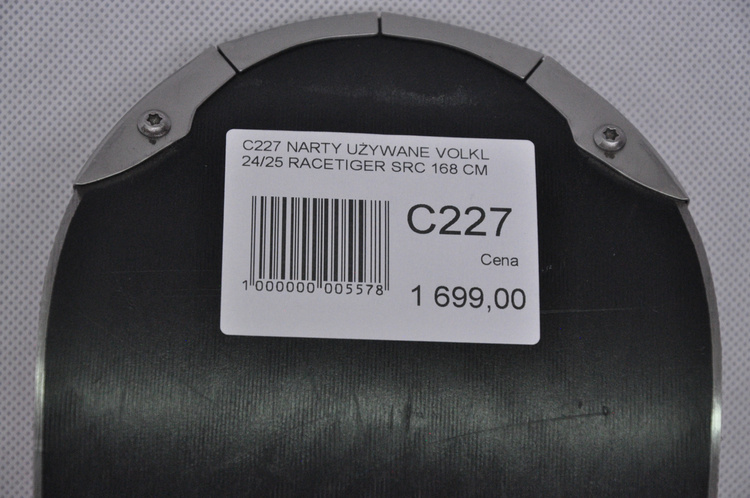 C227 NARTY UŻYWANE VOLKL
24/25 RACETIGER SRC 168 CM
C227
Cena
1 699,00
1 000000 005578